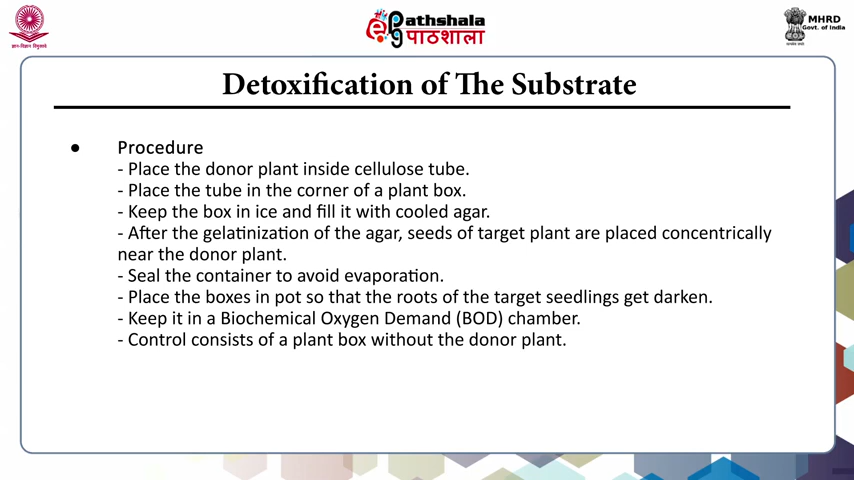 ज्ञान-विज्ञान विमुक्तये
Pathshala
पाठशाला
MHRD
Govt. of India
Detoxification of The Substrate
● Procedure
- Place the donor plant inside cellulose tube.
- Place the tube in the corner of a plant box.
- Keep the box in ice and fill it with cooled agar.
- After the gelatinization of the agar, seeds of target plant are placed concentrically
near the donor plant.
- Seal the container to avoid evaporation.
- Place the boxes in pot so that the roots of the target seedlings get darken.
- Keep it in a Biochemical Oxygen Demand (BOD) chamber.
- Control consists of a plant box without the donor plant.